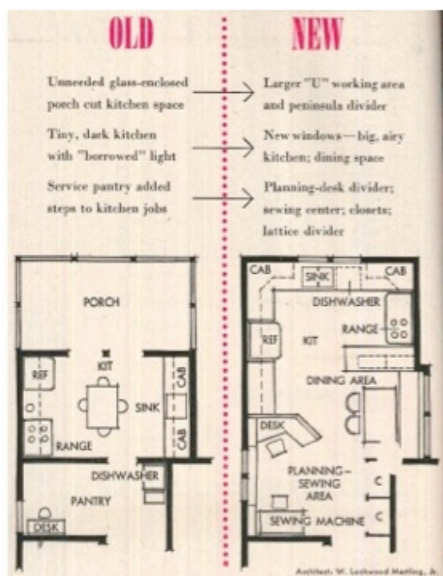 OLD
NEW
Unneeded glass-enclosed
porch cut kitchen space
Larger "U" working area
and peninsula divider
Tiny, dark kitchen
with "borrowed" light
New windows—big, airy
kitchen; dining space
Service pantry added
steps to kitchen jobs
Planning-desk divider;
sewing center; closets;
lattice divider
PORCH
REF
KIT
CAB
SINK
CAB
RANGE
DISHWASHER
PANTRY
DESK
CAB
SINK
CAB
DISHWASHER
RANGE
REF
KIT
DINING AREA
DESK
PLANNING-
SEWING
AREA
C
C
SEWING MACHINE
Architect, W. Lockwood Martling, Jr.